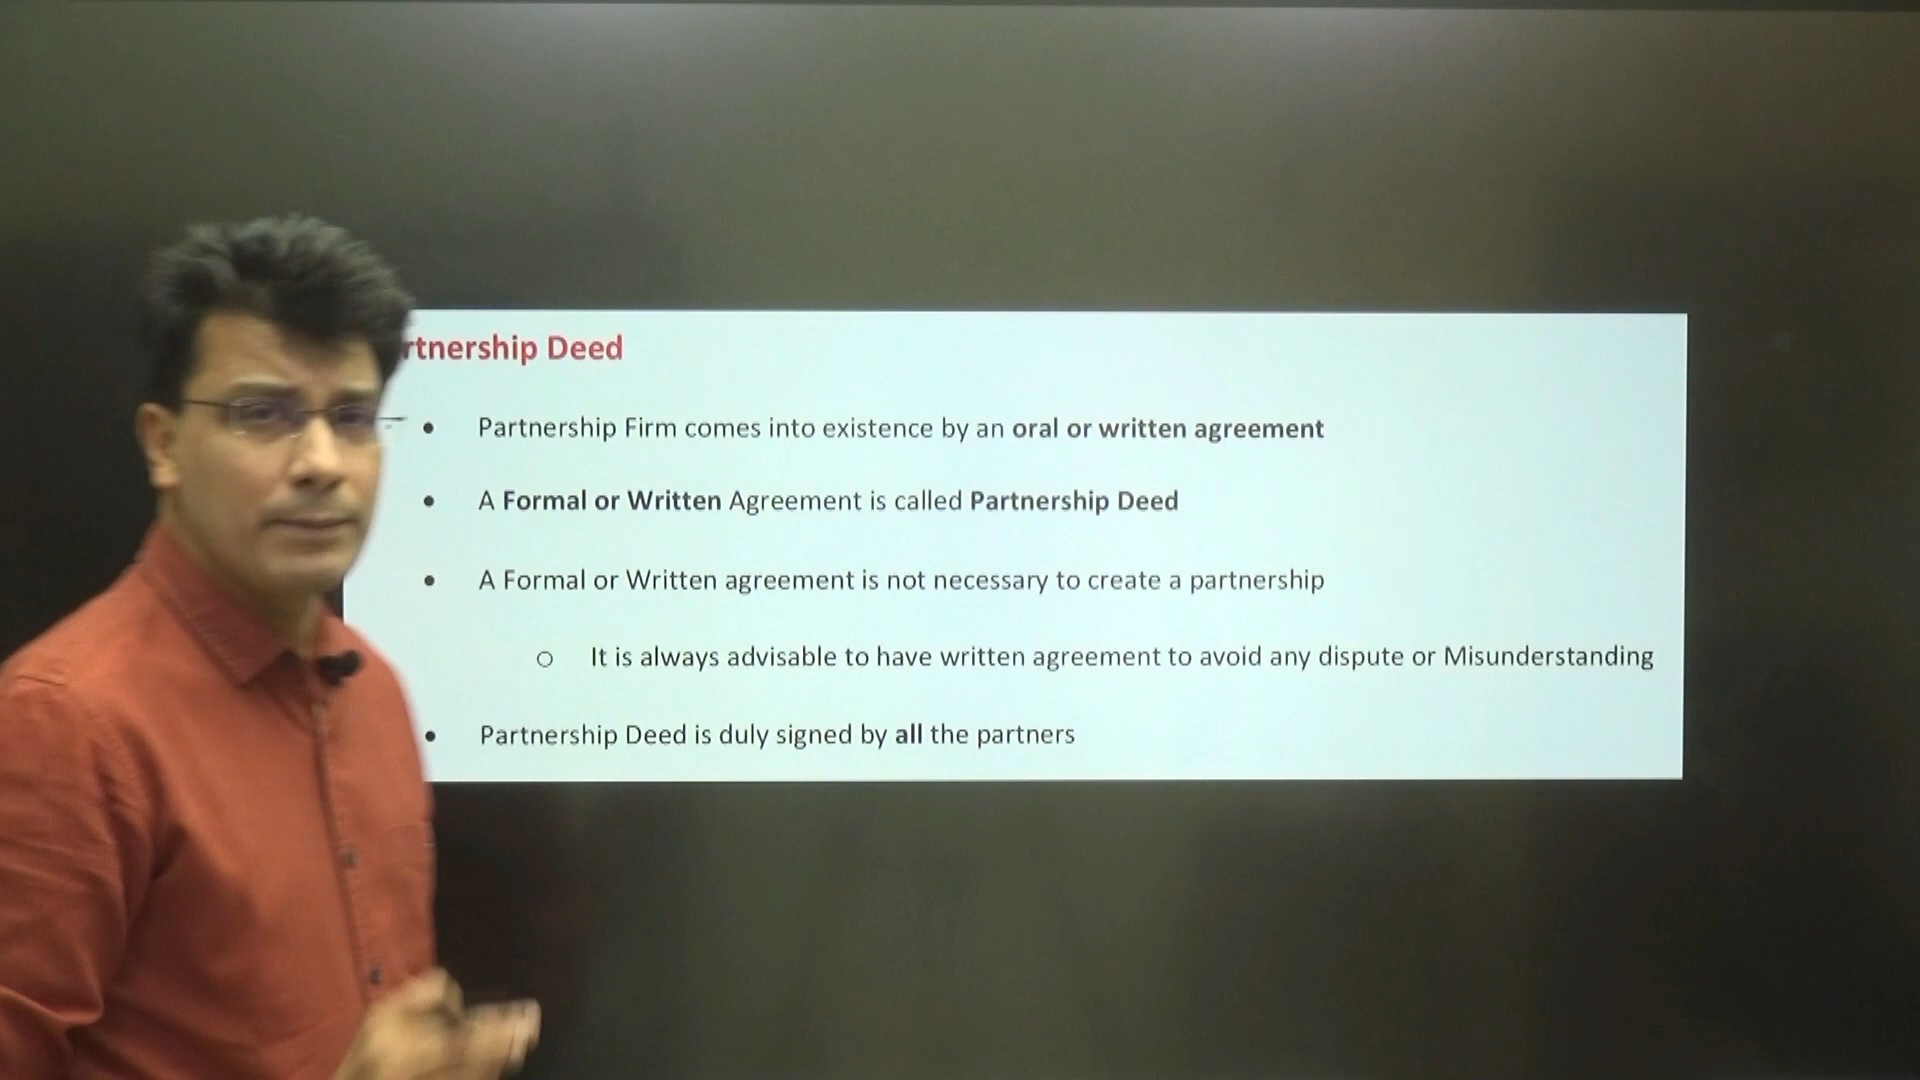 rtnership Deed
• Partnership Firm comes into existence by an oral or written agreement
• A Formal or Written Agreement is called Partnership Deed
• A Formal or Written agreement is not necessary to create a partnership
o It is always advisable to have written agreement to avoid any dispute or Misunderstanding
• Partnership Deed is duly signed by all the partners